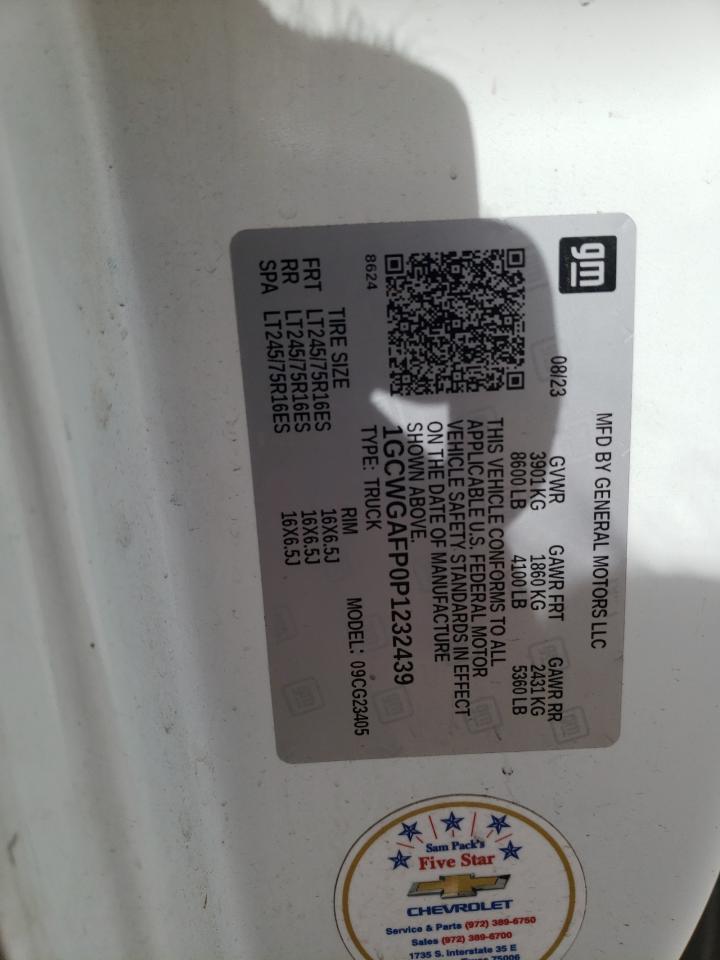 gm
MFD BY GENERAL MOTORS LLC
08/23 GVWR GAWR FRT GAWR RR
3901 KG 1860 KG 2431 KG
8600 LB 4100 LB 5360 LB
THIS VEHICLE CONFORMS TO ALL
APPLICABLE U.S. FEDERAL MOTOR
VEHICLE SAFETY STANDARDS IN EFFECT
ON THE DATE OF MANUFACTURE
SHOWN ABOVE.
1GCWGAFP0P1232439
8624 TYPE: TRUCK MODEL: 09CG23405
TIRE SIZE RIM
FRT LT245/75R16ES 16X6.5J
RR LT245/75R16ES 16X6.5J
SPA LT245/75R16ES 16X6.5J
Sam Pack's
Five Star
CHEVROLET
Service & Parts (972) 389-6750
Sales (972) 389-6700
1735 S. Interstate 35 E
Texas 75006